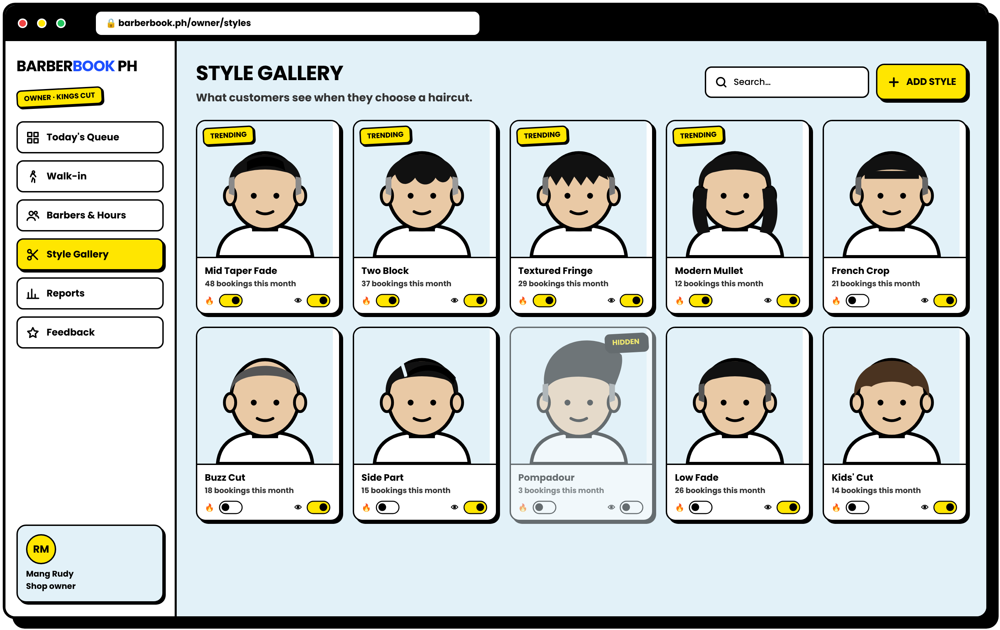 barberbook.ph/owner/styles
BARBERBOOK PH
OWNER · KINGS CUT
Today's Queue
Walk-in
Barbers & Hours
Style Gallery
Reports
Feedback
RM
Mang Rudy
Shop owner
STYLE GALLERY
What customers see when they choose a haircut.
Search...
ADD STYLE
TRENDING
Mid Taper Fade
48 bookings this month
TRENDING
Two Block
37 bookings this month
TRENDING
Textured Fringe
29 bookings this month
TRENDING
Modern Mullet
12 bookings this month
French Crop
21 bookings this month
Buzz Cut
18 bookings this month
Side Part
15 bookings this month
HIDDEN
Pompadour
3 bookings this month
Low Fade
26 bookings this month
Kids' Cut
14 bookings this month